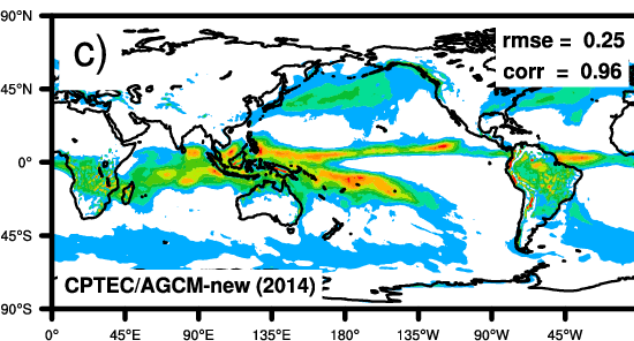 90°N
c)
rmse = 0.25
corr = 0.96
45°N
0°
45°S
CPTEC/AGCM-new (2014)
90°S
0° 45°E 90°E 135°E 180° 135°W 90°W 45°W